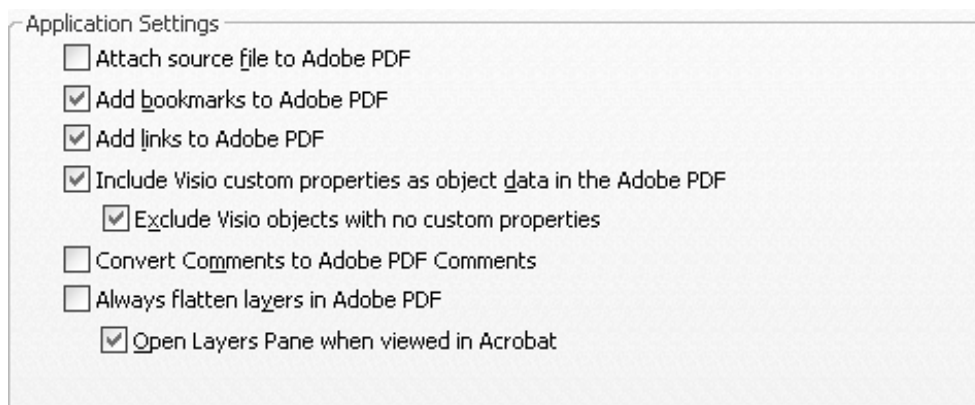 Application Settings
Attach source file to Adobe PDF
Add bookmarks to Adobe PDF
Add links to Adobe PDF
Include Visio custom properties as object data in the Adobe PDF
Exclude Visio objects with no custom properties
Convert Comments to Adobe PDF Comments
Always flatten layers in Adobe PDF
Open Layers Pane when viewed in Acrobat